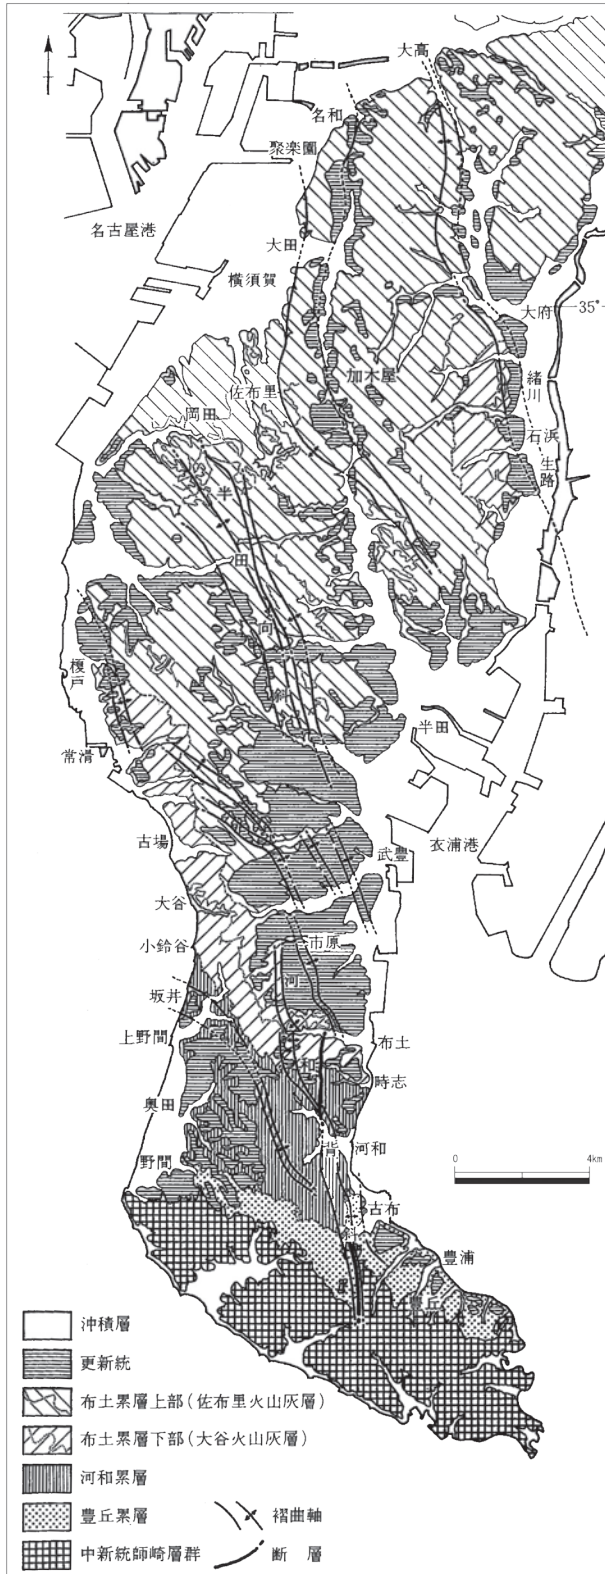 大高
名和
聚楽園
名古屋港
大田
横須賀
大府
35°
佐布里
加木屋
緒川
岡田
石浜
生路
半
田
向
斜
榎戸
半田
常滑
古場
武豊
衣浦港
大谷
市原
小鈴谷
河
坂井
上野間
布土
和
時志
奥田
背
河和
0 4km
野間
古布
斜
豊浦
豊丘
沖積層
更新統
布土累層上部(佐布里火山灰層)
布土累層下部(大谷火山灰層)
河和累層
豊丘累層
褶曲軸
中新統師崎層群
断層